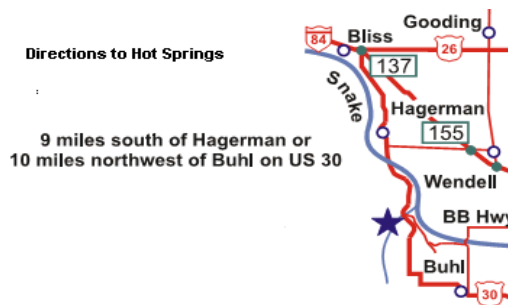 Gooding
84
Bliss
26
Directions to Hot Springs
137
Snake
Hagerman
9 miles south of Hagerman or
155
10 miles northwest of Buhl on US 30
Wendell
BB Hwy
Buhl
30